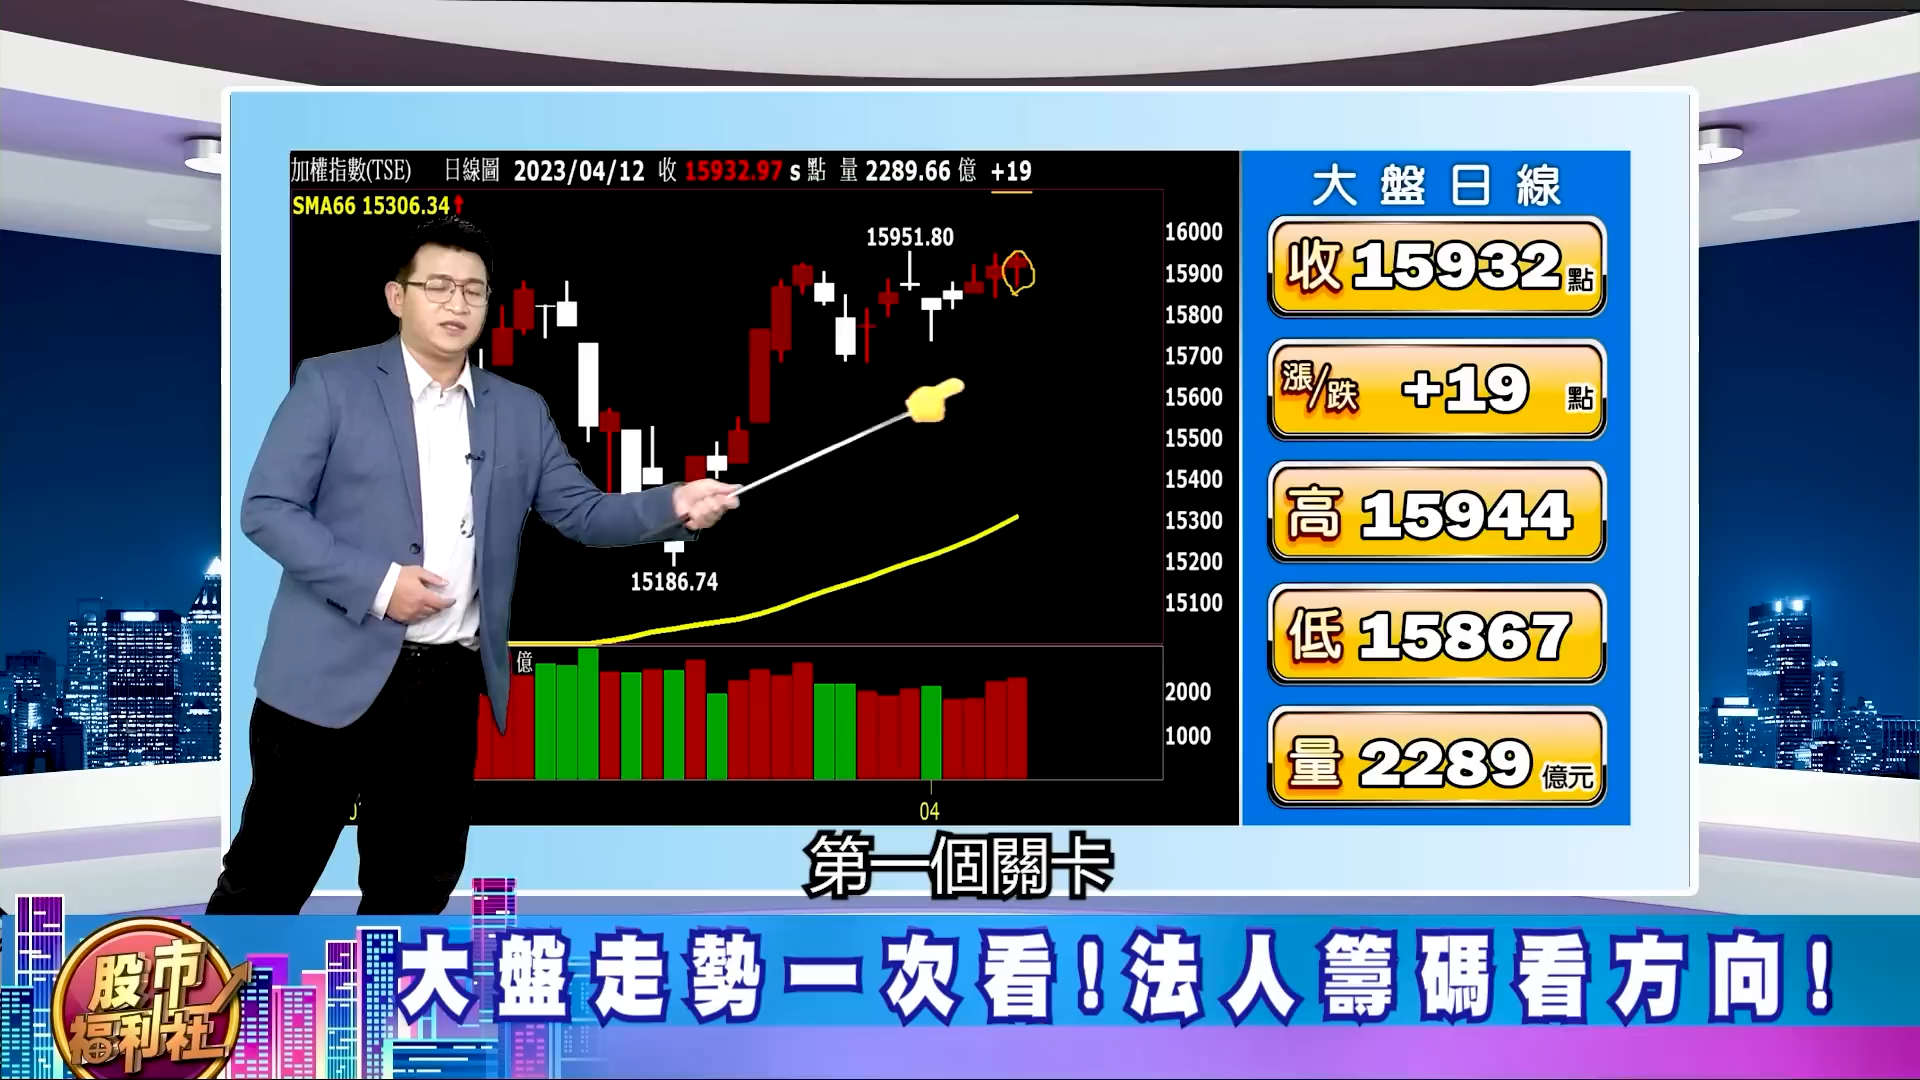 加權指數(TSE) 日線圖 2023/04/12 收 15932.97 s 點 量 2289.66 億 +19
SMA66 15306.34
15951.80
15186.74
16000
15900
15800
15700
15600
15500
15400
15300
15200
15100
億
2000
1000
04
大盤日線
收 15932 點
漲/跌 +19 點
高 15944
低 15867
量 2289 億元
第一個關卡
股市
福利社
大盤走勢一次看!法人籌碼看方向!